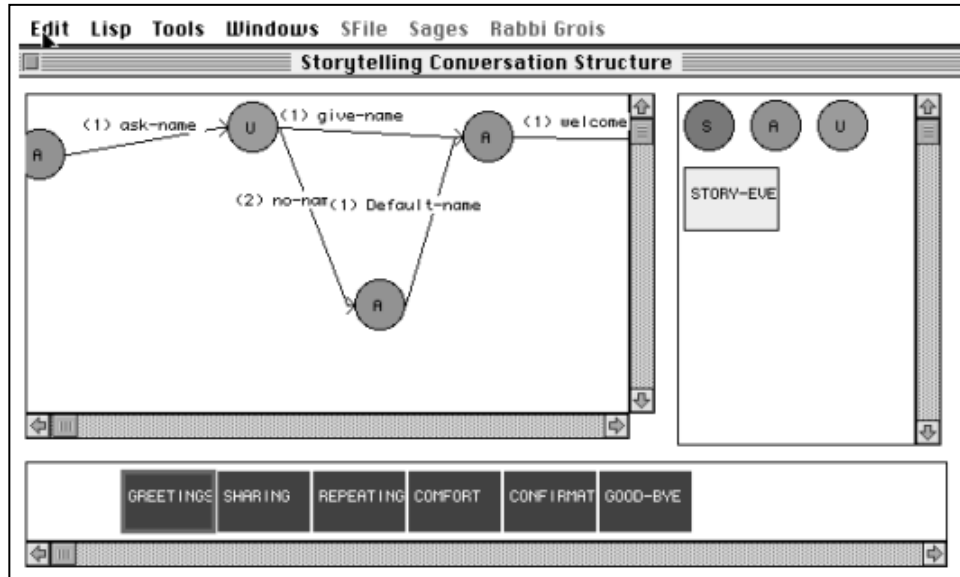 Edit Lisp Tools Windows SFile Sages Rabbi Grois
Storytelling Conversation Structure
(1) ask-name
U
(1) give-name
A
(1) welcome
A
(2) no-nam
(1) Default-name
A
S A U
STORY-EVE
GREETINGS SHARING REPEATING COMFORT CONFIRMAT GOOD-BYE